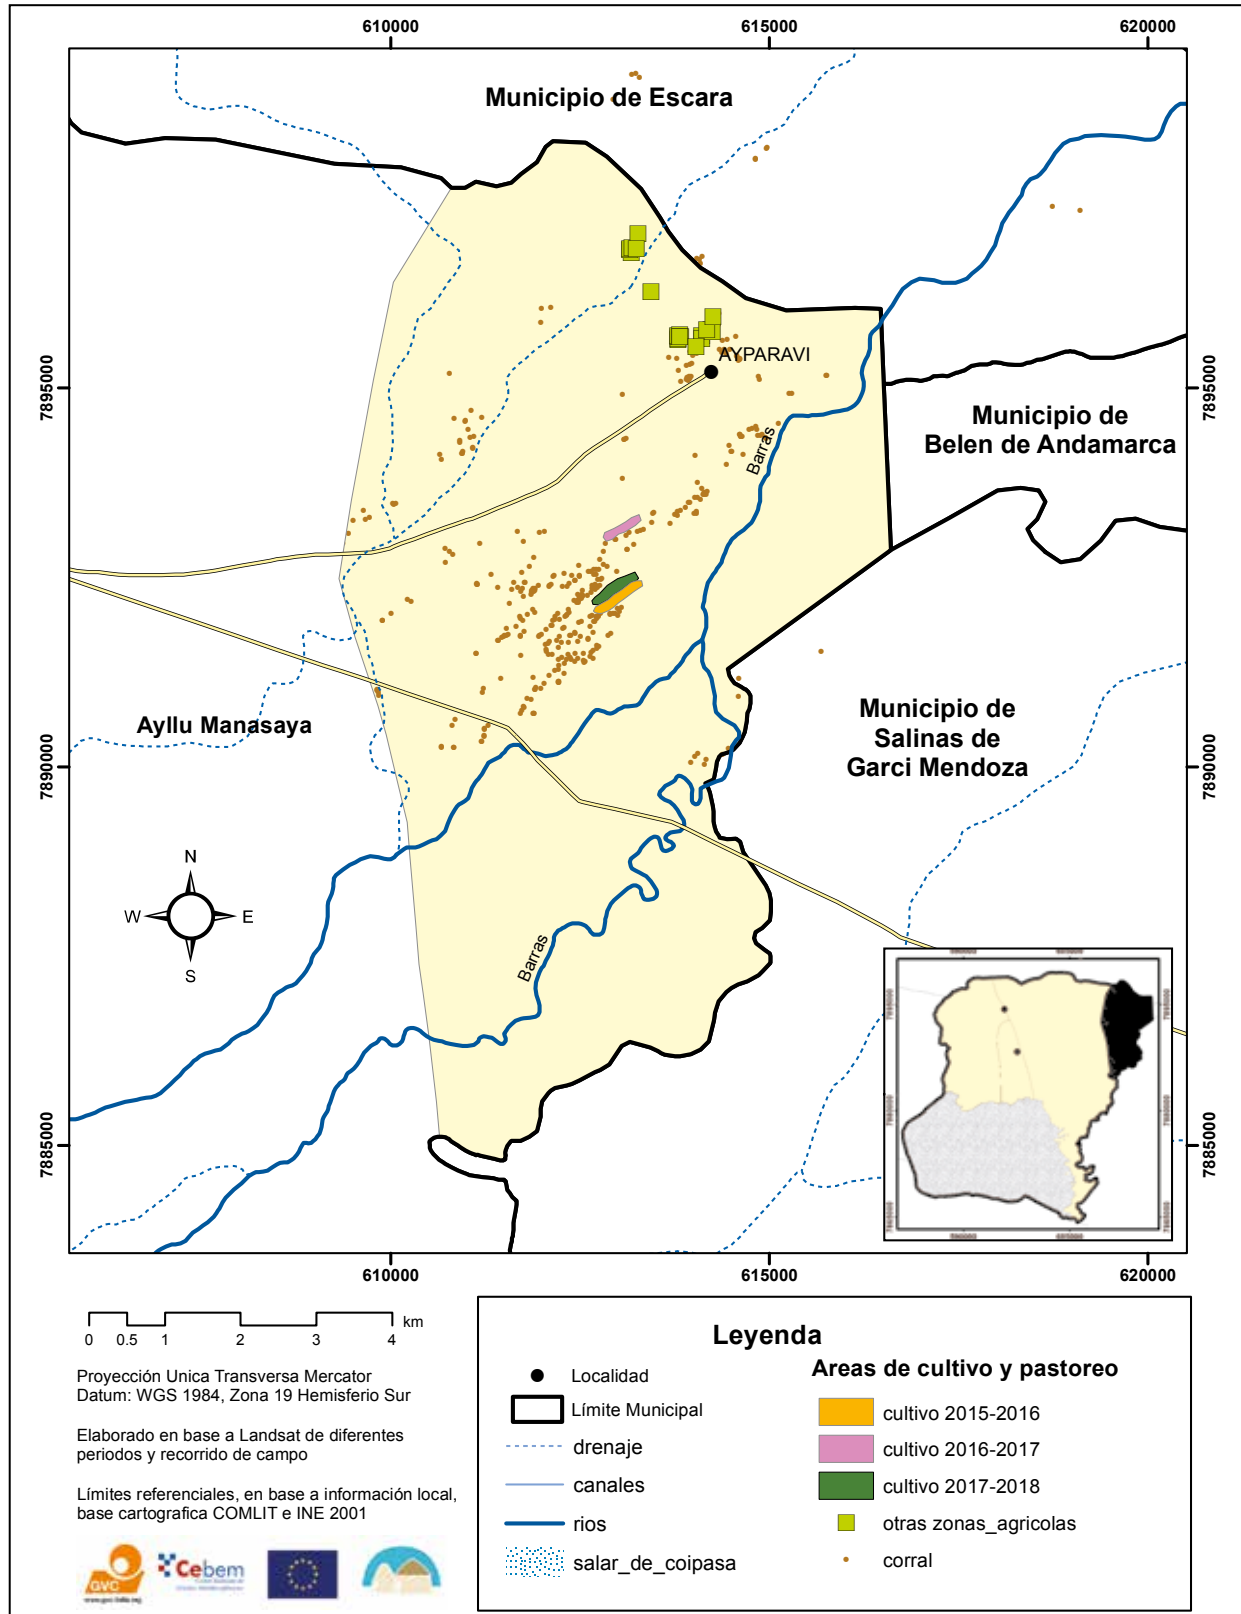 610000
615000
620000
Municipio de Escara
7895000
7895000
AYPARAVI
Municipio de
Belen de Andamarca
Barras
Ayllu Manasaya
Municipio de
Salinas de
Garci Mendoza
7890000
7890000
N
W
E
S
Barras
7885000
7885000
610000
615000
620000
0 0.5 1 2 3 4 km
Proyección Unica Transversa Mercator
Datum: WGS 1984, Zona 19 Hemisferio Sur
Elaborado en base a Landsat de diferentes
periodos y recorrido de campo
Límites referenciales, en base a información local,
base cartografica COMLIT e INE 2001
GVC
Cebem
Leyenda
Localidad
Límite Municipal
drenaje
canales
rios
salar_de_coipasa
Areas de cultivo y pastoreo
cultivo 2015-2016
cultivo 2016-2017
cultivo 2017-2018
otras zonas_agricolas
corral